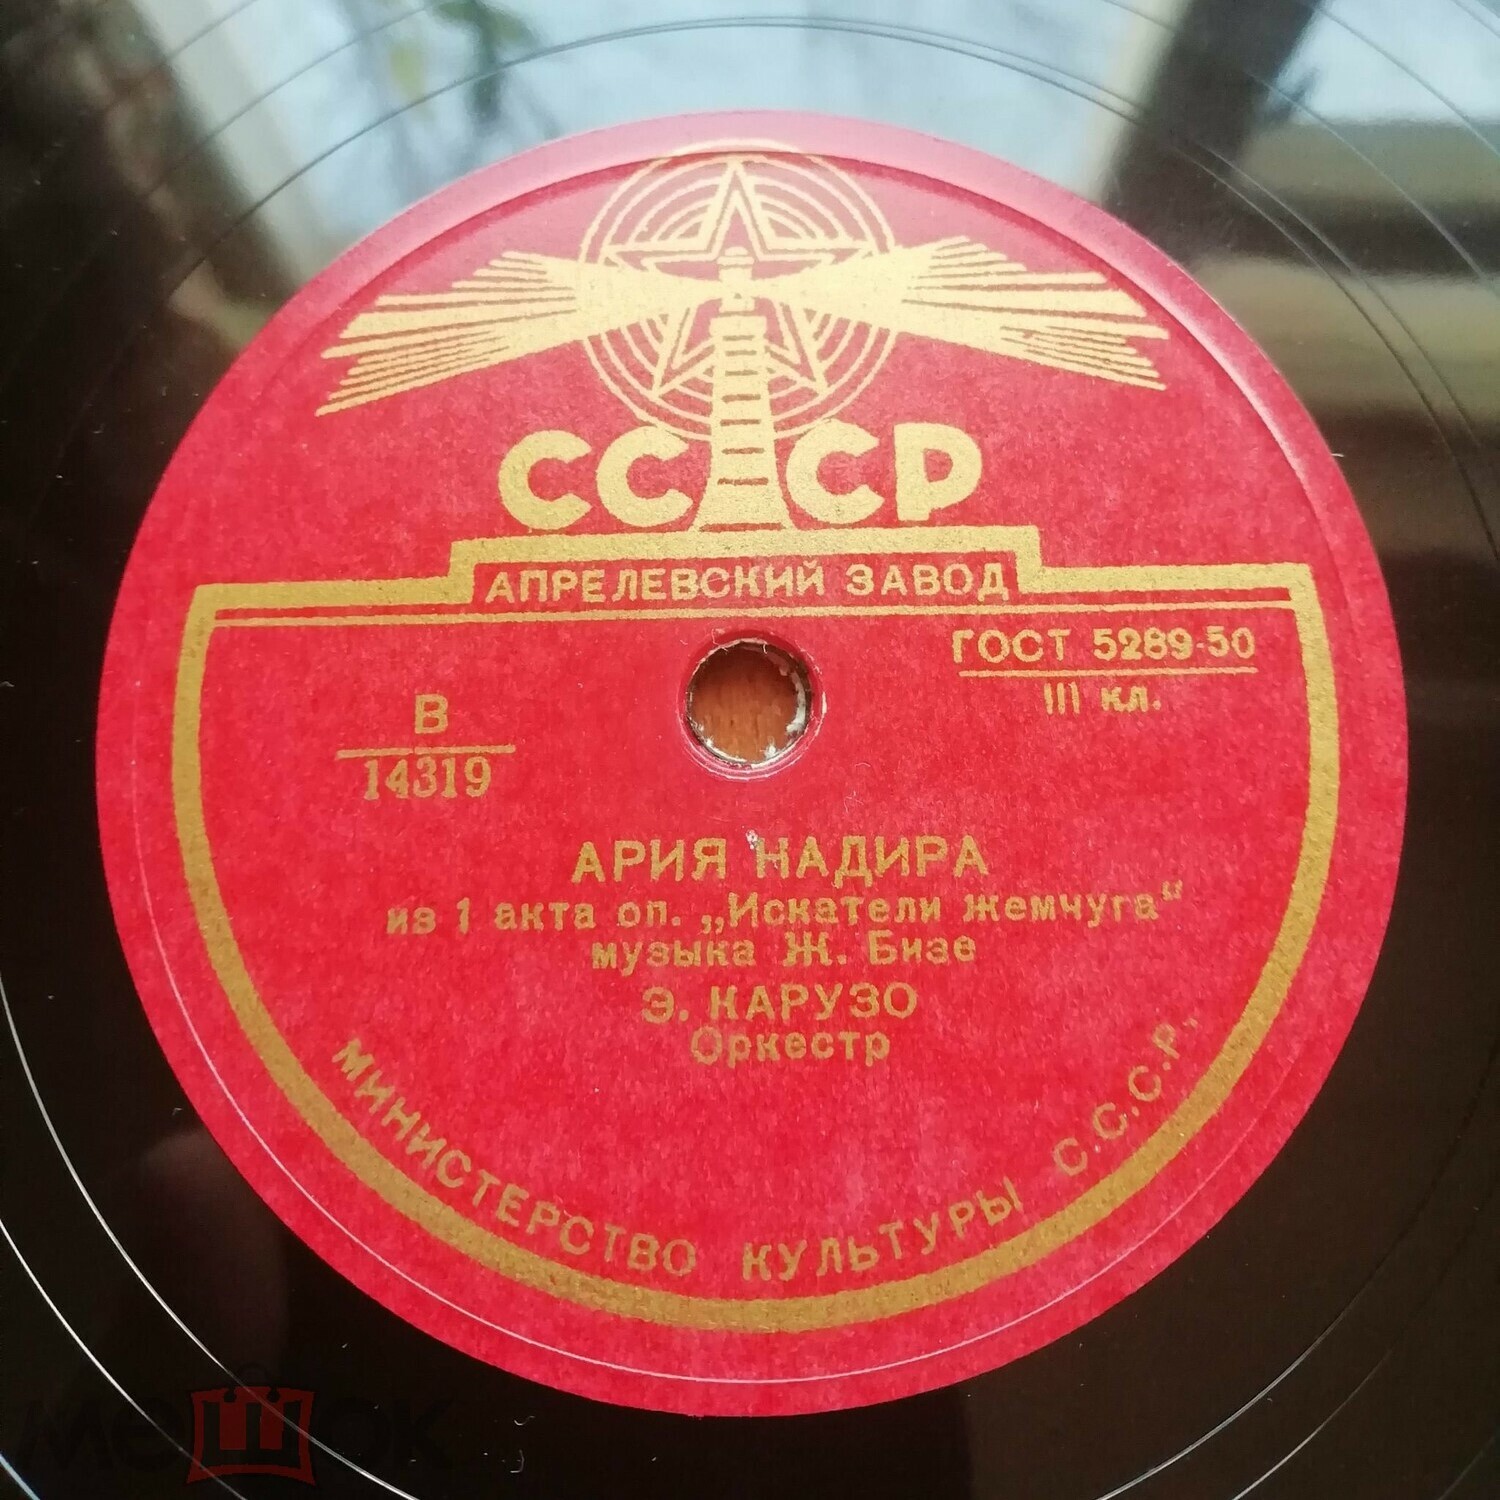 СССР
АПРЕЛЕВСКИЙ ЗАВОД
ГОСТ 5289-50
III кл.
В
14319
АРИЯ НАДИРА
из 1 акта оп. „Искатели жемчуга“
музыка Ж. Бизе
Э. КАРУЗО
Оркестр
МИНИСТЕРСТВО КУЛЬТУРЫ С.С.С.Р.
мешок